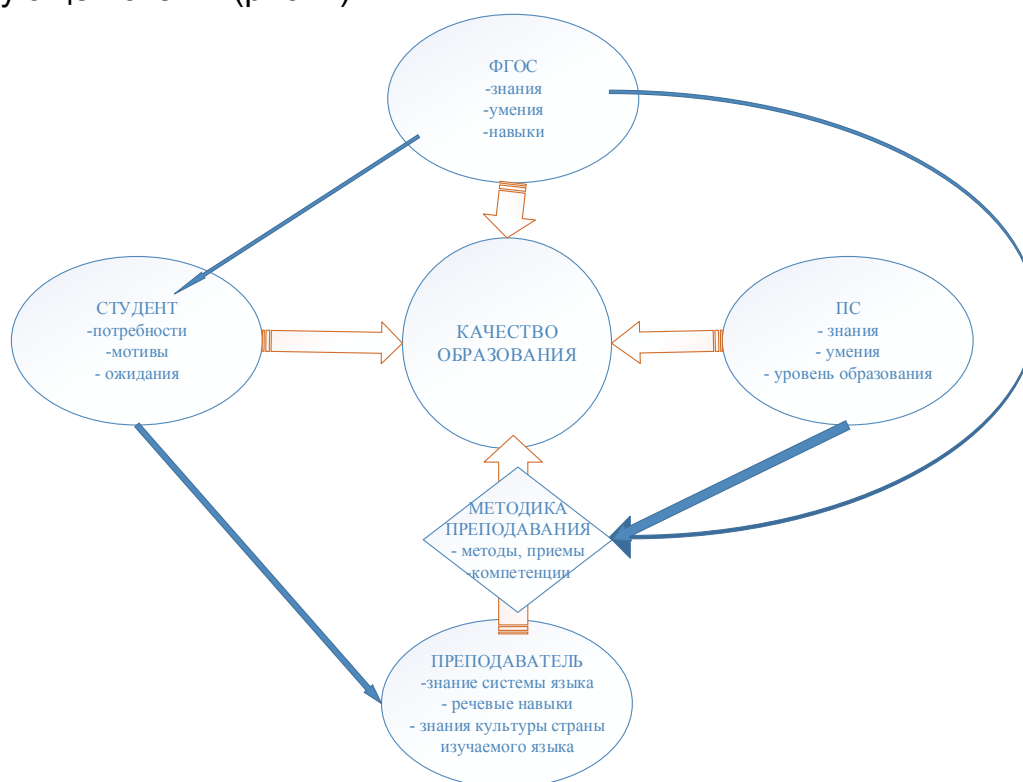 ФГОС
-знания
-умения
-навыки
СТУДЕНТ
-потребности
-мотивы
- ожидания
КАЧЕСТВО
ОБРАЗОВАНИЯ
ПС
- знания
- умения
- уровень образования
МЕТОДИКА
ПРЕПОДАВАНИЯ
- методы, приемы
-компетенции
ПРЕПОДАВАТЕЛЬ
-знание системы языка
- речевые навыки
- знания культуры страны
изучаемого языка